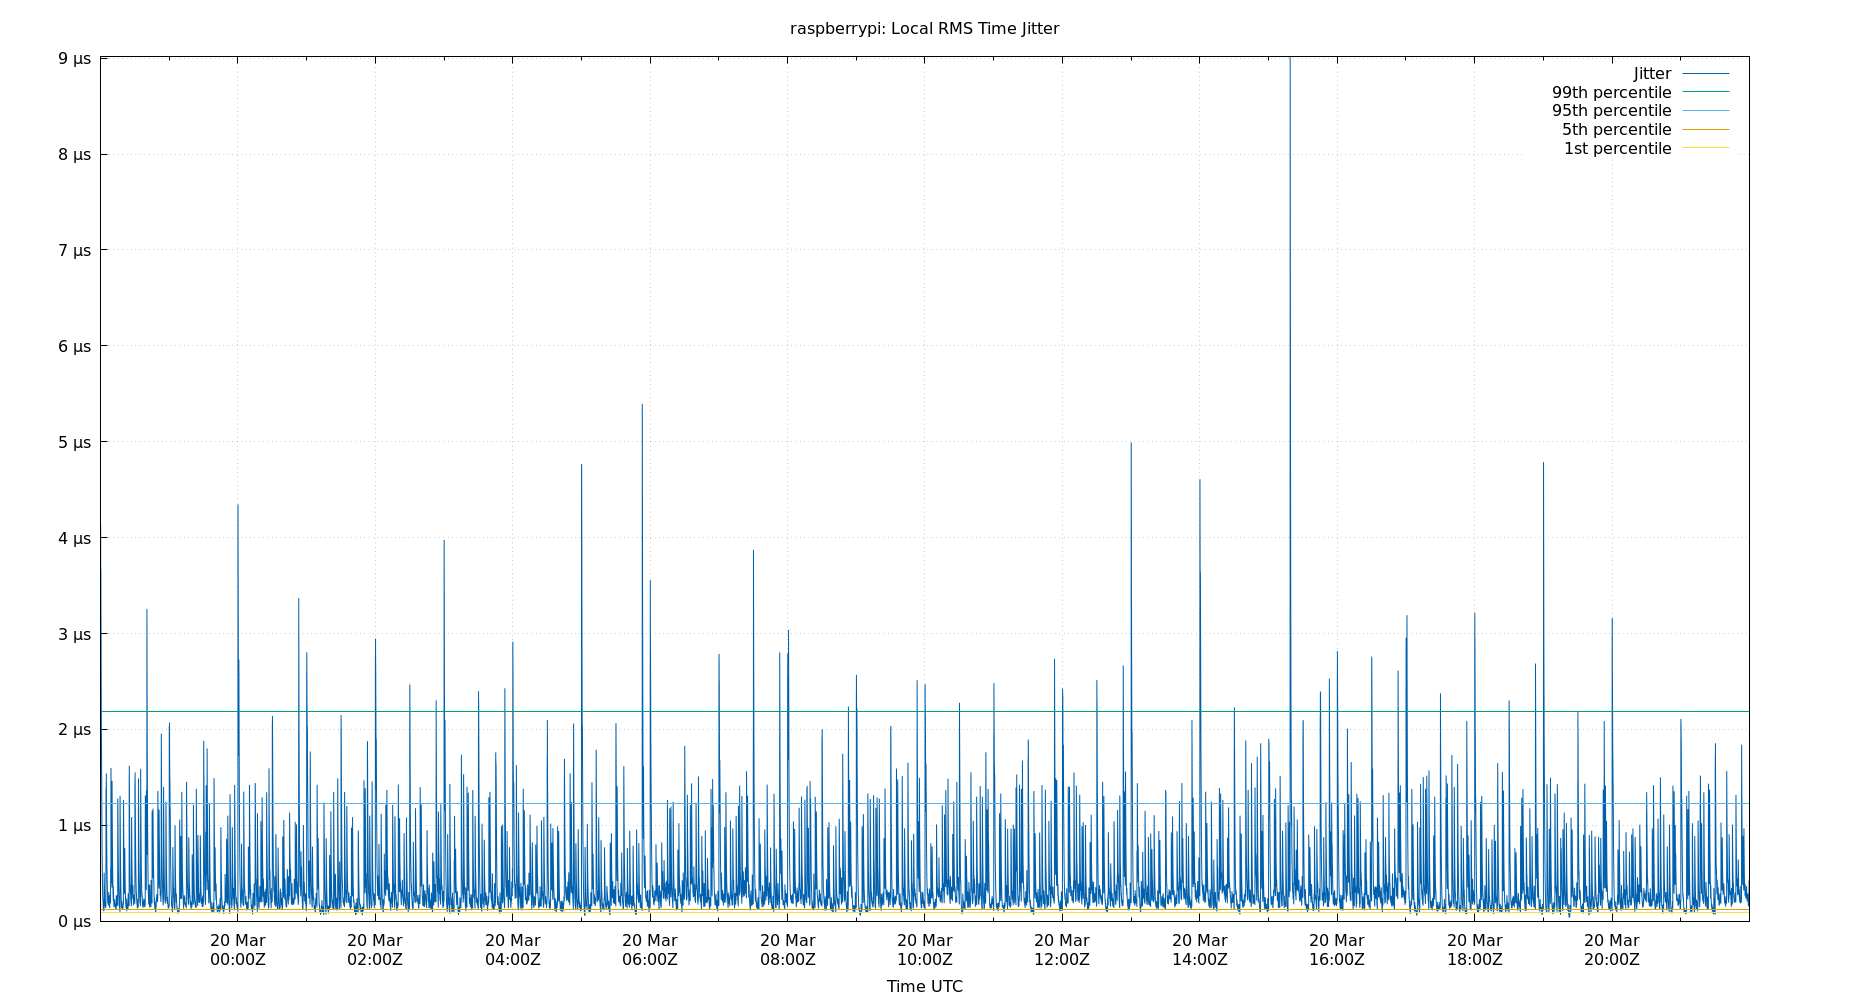 raspberrypi: Local RMS Time Jitter
9 µs
8 µs
7 µs
6 µs
5 µs
4 µs
3 µs
2 µs
1 µs
0 µs
Jitter
99th percentile
95th percentile
5th percentile
1st percentile
20 Mar 20 Mar 20 Mar 20 Mar 20 Mar 20 Mar 20 Mar 20 Mar 20 Mar 20 Mar 20 Mar
00:00Z 02:00Z 04:00Z 06:00Z 08:00Z 10:00Z 12:00Z 14:00Z 16:00Z 18:00Z 20:00Z
Time UTC